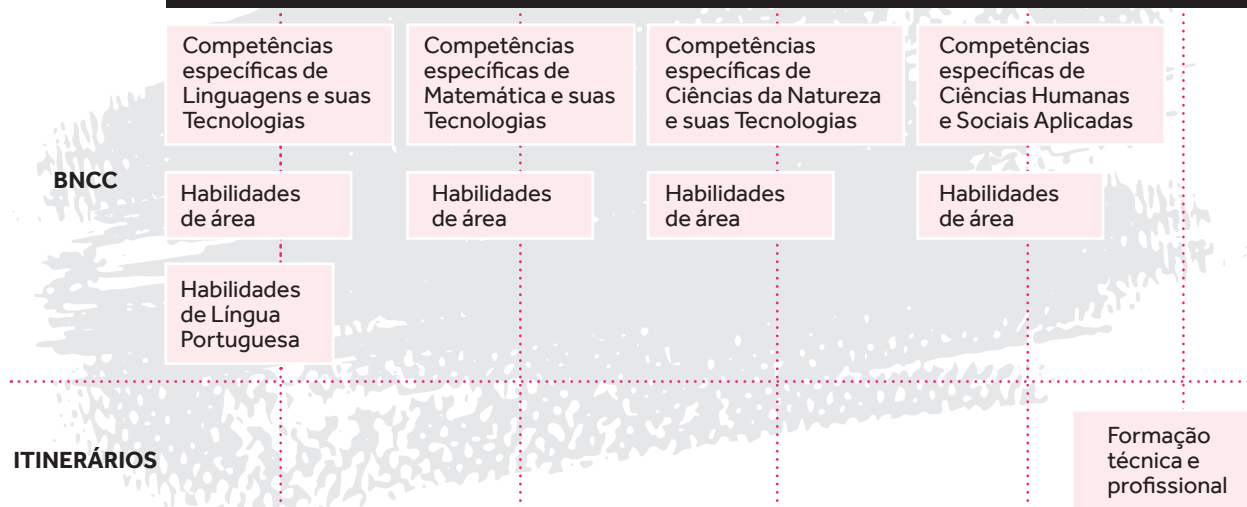 Competências
específicas de
Linguagens e suas
Tecnologias
Competências
específicas de
Matemática e suas
Tecnologias
Competências
específicas de
Ciências da Natureza
e suas Tecnologias
Competências
específicas de
Ciências Humanas
e Sociais Aplicadas
BNCC
Habilidades
de área
Habilidades
de área
Habilidades
de área
Habilidades
de área
Habilidades
de Língua
Portuguesa
ITINERÁRIOS
Formação
técnica e
profissional